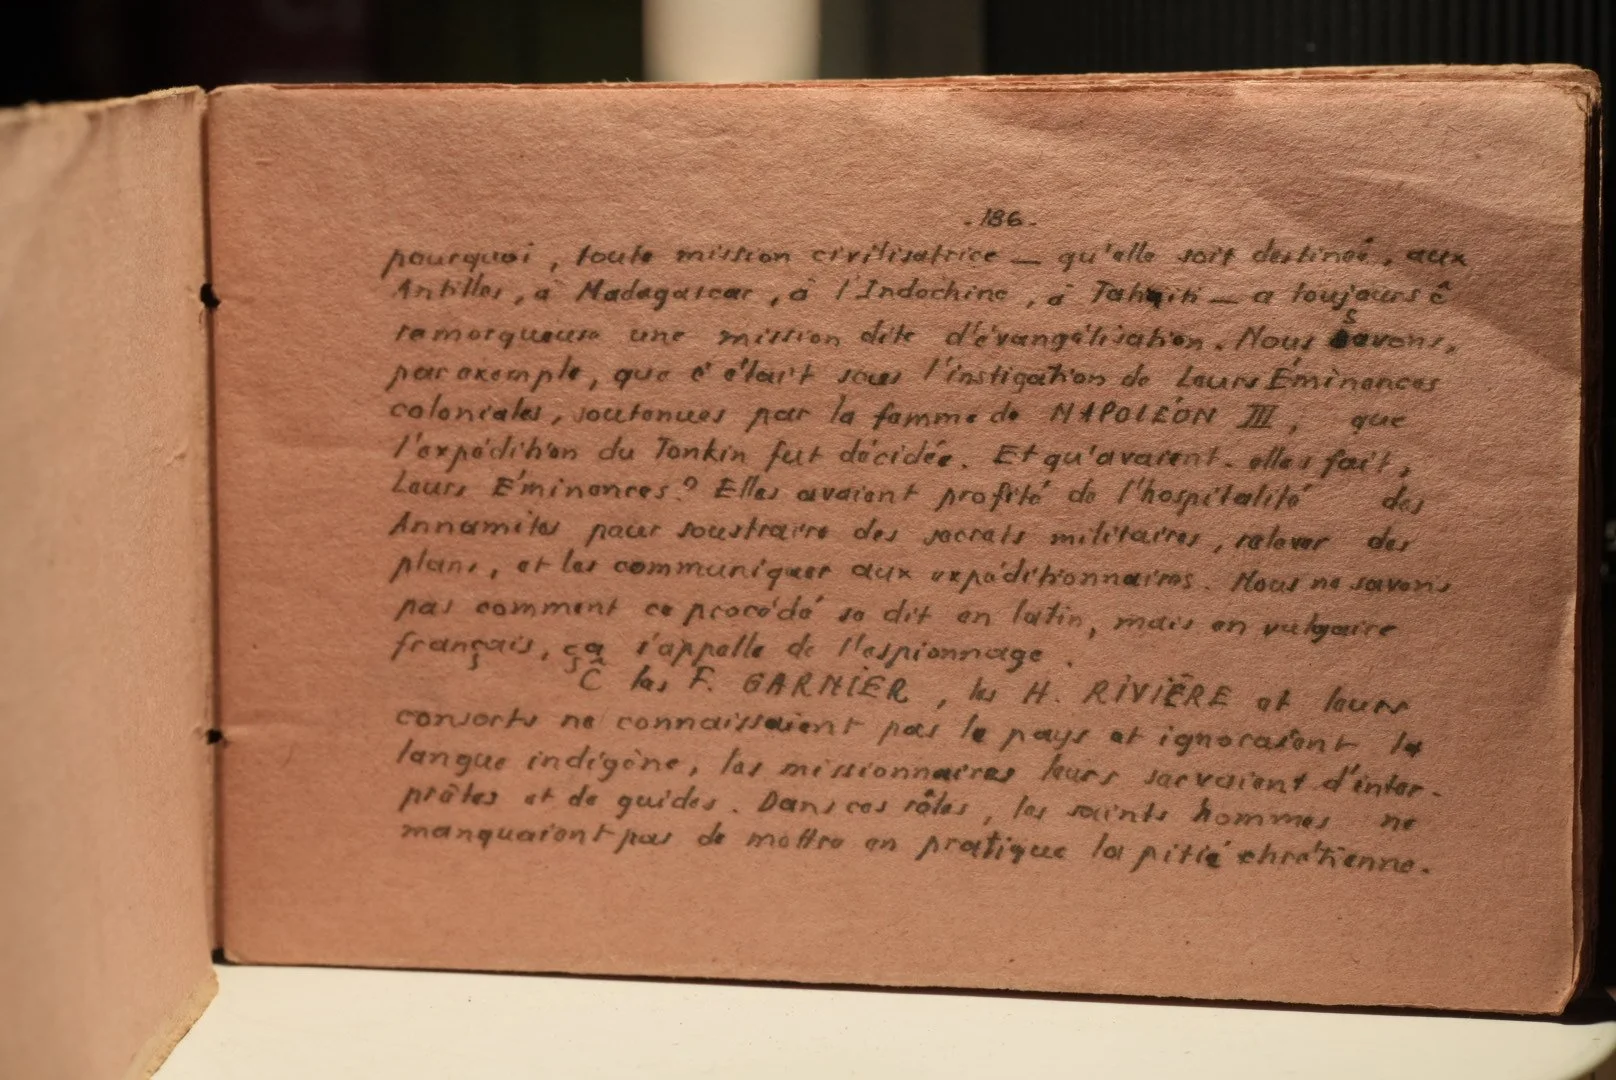 - 186 -
pourquoi, toute mission civilisatrice — qu'elle soit destinée, aux
Antilles, à Madagascar, à l'Indochine, à Tahiti — a toujours ê
remorqueuse une mission dite d'évangélisation. Nous savons,
par exemple, que c'était sous l'instigation de Leurs Éminences
coloniales, soutenues par la femme de NAPOLÉON III, que
l'expédition du Tonkin fut décidée. Et qu'avaient-elles fait,
Leurs Éminences? Elles avaient profité de l'hospitalité des
Annamites pour soustraire des secrets militaires, relever des
plans, et les communiquer aux expéditionnaires. Nous ne savons
pas comment ce procédé se dit en latin, mais en vulgaire
français, ça s'appelle de l'espionnage.
Ĉ les F. GARNIER, les H. RIVIÈRE et leurs
consorts ne connaissaient pas le pays et ignoraient la
langue indigène, les missionnaires leurs servaient d'inter-
prètes et de guides. Dans ces rôles, les saints hommes ne
manquaient pas de mettre en pratique la pitié chrétienne.